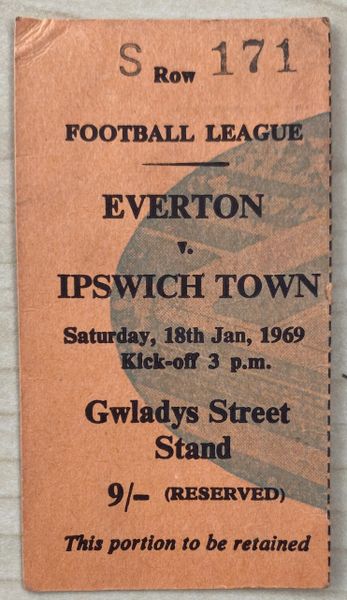 S Row 171
FOOTBALL LEAGUE
EVERTON
v.
IPSWICH TOWN
Saturday, 18th Jan, 1969
Kick-off 3 p.m.
Gwladys Street
Stand
9/- (RESERVED)
This portion to be retained